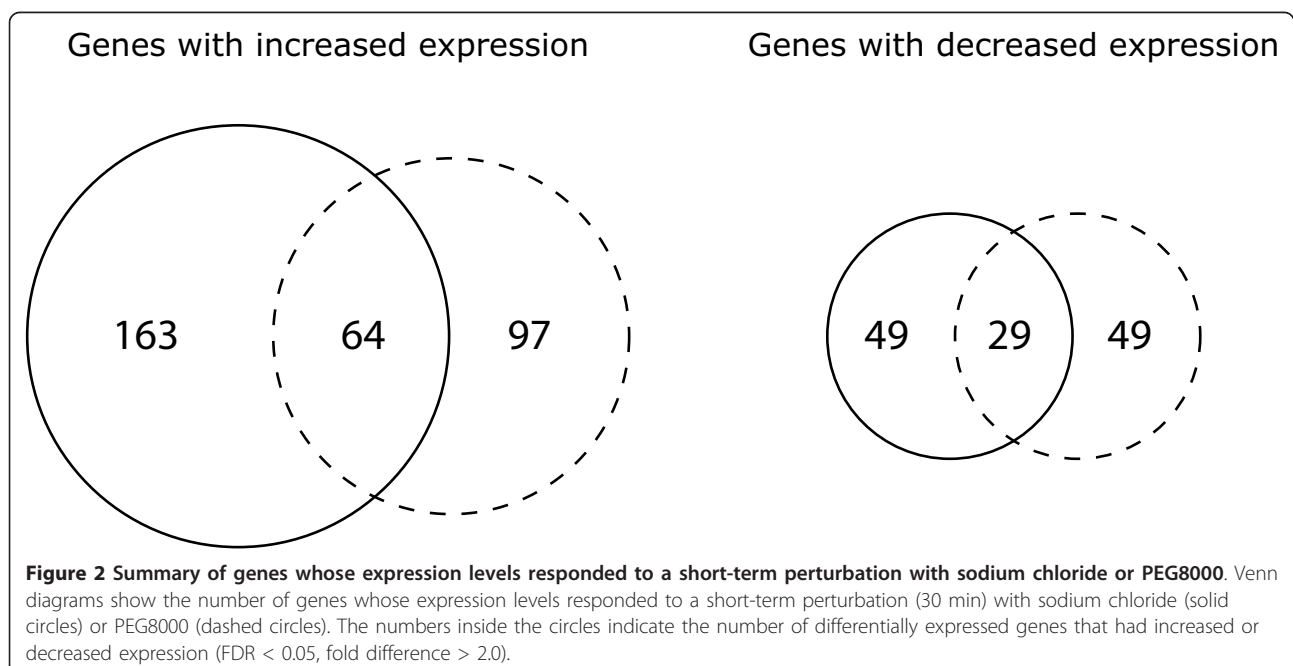 Genes with increased expression
Genes with decreased expression
163
64
97
49
29
49
Figure 2 Summary of genes whose expression levels responded to a short-term perturbation with sodium chloride or PEG8000. Venn
diagrams show the number of genes whose expression levels responded to a short-term perturbation (30 min) with sodium chloride (solid
circles) or PEG8000 (dashed circles). The numbers inside the circles indicate the number of differentially expressed genes that had increased or
decreased expression (FDR < 0.05, fold difference > 2.0).